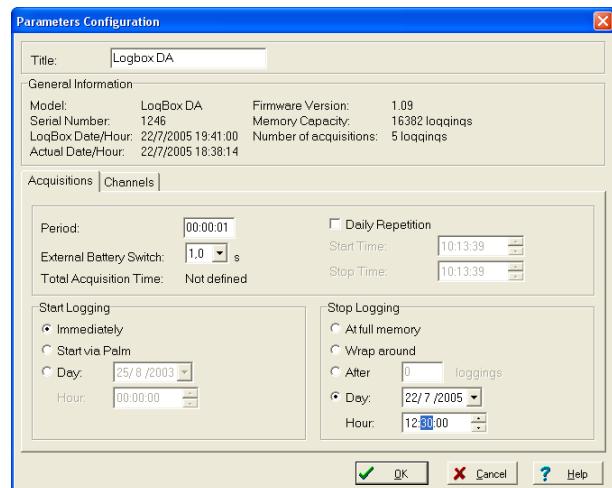 Parameters Configuration
Title: Logbox DA
General Information
Model: LogBox DA Firmware Version: 1.09
Serial Number: 1246 Memory Capacity: 16382 loggings
LogBox Date/Hour: 22/7/2005 19:41:00 Number of acquisitions: 5 loggings
Actual Date/Hour: 22/7/2005 18:38:14
Acquisitions Channels
Period: 00:00:01 Daily Repetition
External Battery Switch: 1,0 s Start Time: 10:13:39
Total Acquisition Time: Not defined Stop Time: 10:13:39
Start Logging Stop Logging
Immediately At full memory
Start via Palm Wrap around
Day: 25/ 8 /2003 After 0 loggings
Hour: 00:00:00 Day: 22/ 7 /2005
Hour: 12:30:00
OK Cancel ? Help